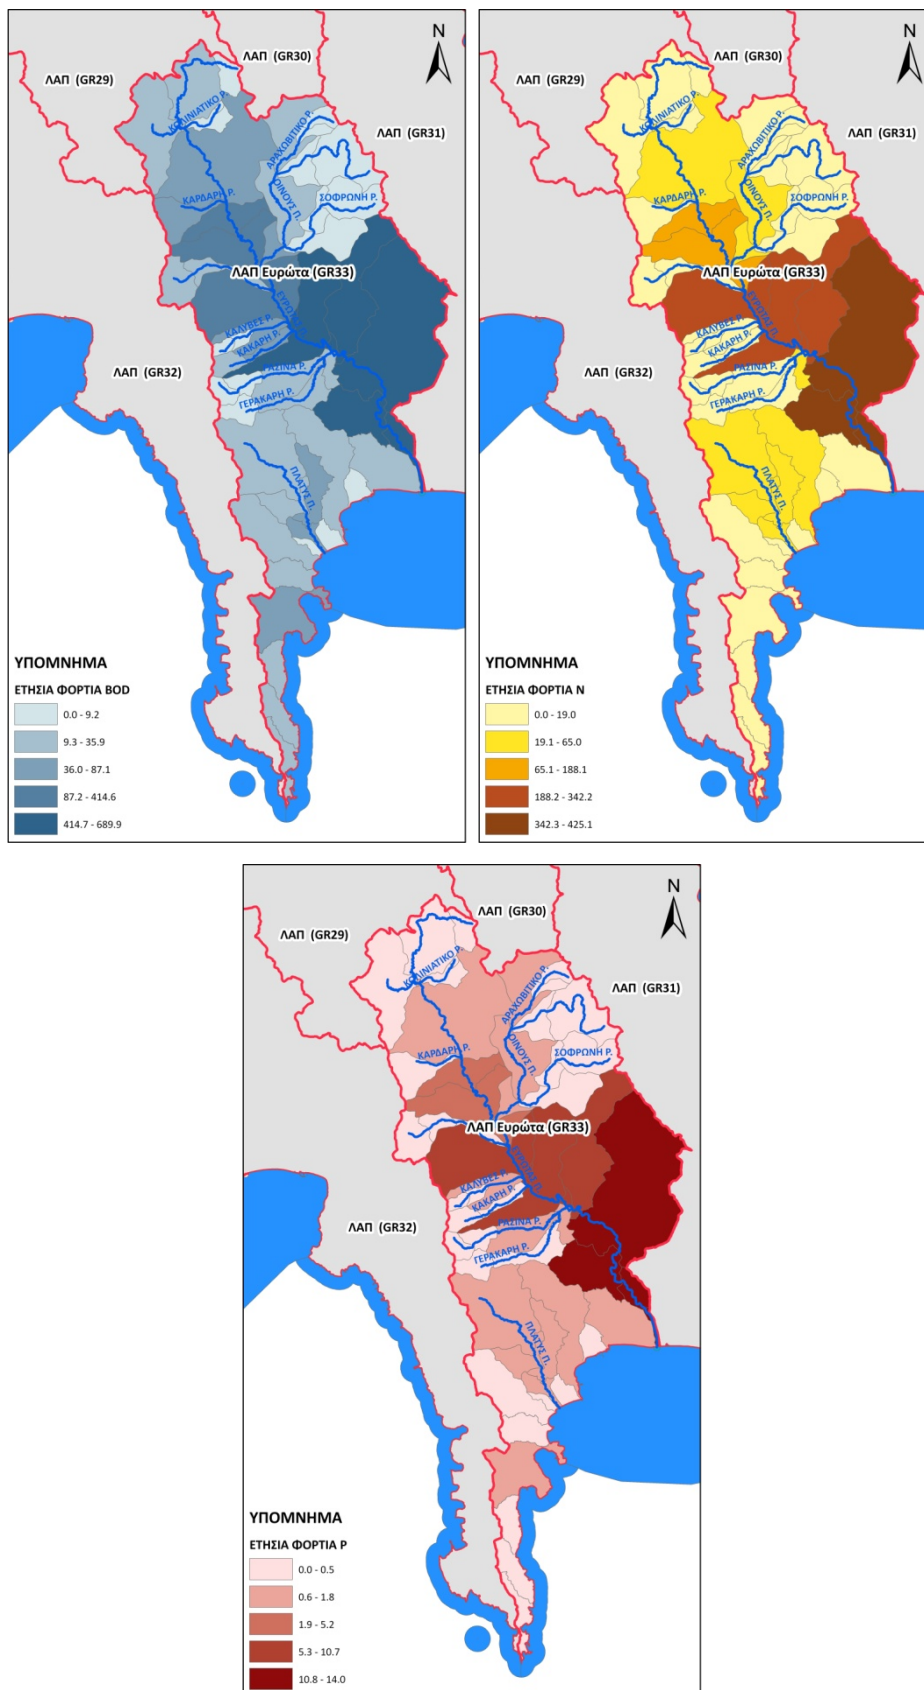 N
ΛΑΠ (GR30)
ΛΑΠ (GR29)
ΛΑΠ (GR31)
ΚΟΛΙΝΙΑΤΙΚΟ Ρ.
ΑΡΑΧΩΒΙΤΙΚΟ Ρ.
ΟΙΝΟΥΣ Π.
ΣΟΦΡΩΝΗ Ρ.
ΚΑΡΔΑΡΗ Ρ.
ΛΑΠ Ευρώτα (GR33)
ΕΥΡΩΤΑΣ Π.
ΚΑΛΥΒΕΣ Ρ.
ΚΑΚΑΡΗ Ρ.
ΛΑΠ (GR32)
ΡΑΣΙΝΑ Ρ.
ΓΕΡΑΚΑΡΗ Ρ.
ΠΛΑΤΥΣ Π.
ΥΠΟΜΝΗΜΑ
ΕΤΗΣΙΑ ΦΟΡΤΙΑ BOD
0.0 - 9.2
9.3 - 35.9
36.0 - 87.1
87.2 - 414.6
414.7 - 689.9
N
ΛΑΠ (GR30)
ΛΑΠ (GR29)
ΛΑΠ (GR31)
ΚΟΛΙΝΙΑΤΙΚΟ Ρ.
ΑΡΑΧΩΒΙΤΙΚΟ Ρ.
ΟΙΝΟΥΣ Π.
ΣΟΦΡΩΝΗ Ρ.
ΚΑΡΔΑΡΗ Ρ.
ΛΑΠ Ευρώτα (GR33)
ΕΥΡΩΤΑΣ Π.
ΚΑΛΥΒΕΣ Ρ.
ΚΑΚΑΡΗ Ρ.
ΛΑΠ (GR32)
ΡΑΣΙΝΑ Ρ.
ΓΕΡΑΚΑΡΗ Ρ.
ΠΛΑΤΥΣ Π.
ΥΠΟΜΝΗΜΑ
ΕΤΗΣΙΑ ΦΟΡΤΙΑ N
0.0 - 19.0
19.1 - 65.0
65.1 - 188.1
188.2 - 342.2
342.3 - 425.1
N
ΛΑΠ (GR30)
ΛΑΠ (GR29)
ΛΑΠ (GR31)
ΚΟΛΙΝΙΑΤΙΚΟ Ρ.
ΑΡΑΧΩΒΙΤΙΚΟ Ρ.
ΟΙΝΟΥΣ Π.
ΣΟΦΡΩΝΗ Ρ.
ΚΑΡΔΑΡΗ Ρ.
ΛΑΠ Ευρώτα (GR33)
ΕΥΡΩΤΑΣ Π.
ΚΑΛΥΒΕΣ Ρ.
ΚΑΚΑΡΗ Ρ.
ΛΑΠ (GR32)
ΡΑΣΙΝΑ Ρ.
ΓΕΡΑΚΑΡΗ Ρ.
ΠΛΑΤΥΣ Π.
ΥΠΟΜΝΗΜΑ
ΕΤΗΣΙΑ ΦΟΡΤΙΑ P
0.0 - 0.5
0.6 - 1.8
1.9 - 5.2
5.3 - 10.7
10.8 - 14.0